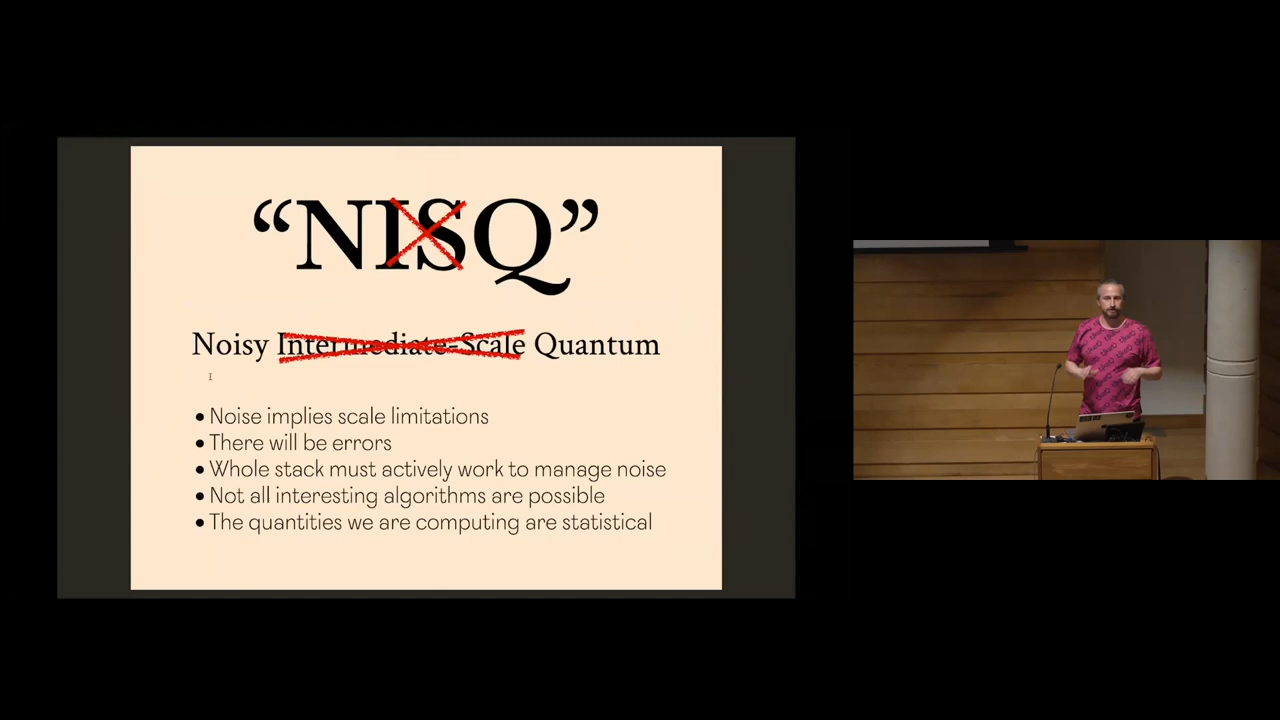 “NISQ”
Noisy Intermediate-Scale Quantum
• Noise implies scale limitations
• There will be errors
• Whole stack must actively work to manage noise
• Not all interesting algorithms are possible
• The quantities we are computing are statistical